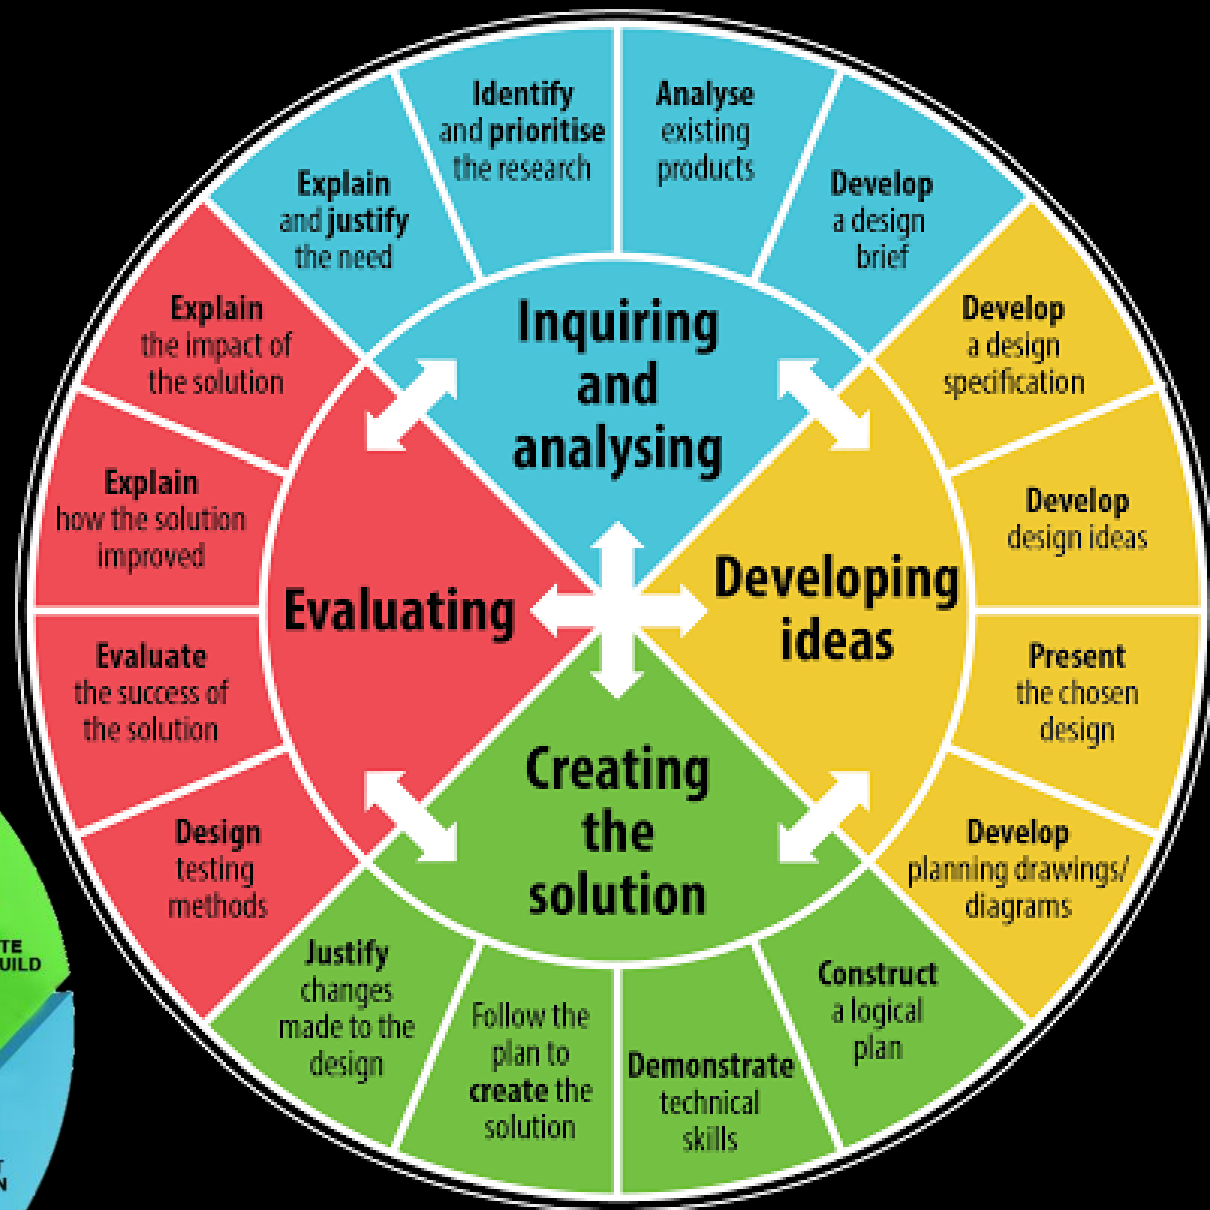 Identify
and prioritise
the research
Analyse
existing
products
Develop
a design
brief
Develop
a design
specification
Develop
design ideas
Present
the chosen
design
Develop
planning drawings/
diagrams
Construct
a logical
plan
Demonstrate
technical
skills
Follow the
plan to
create the
solution
Justify
changes
made to the
design
Design
testing
methods
Evaluate
the success of
the solution
Explain
how the solution
improved
Explain
the impact of
the solution
Explain
and justify
the need
Inquiring
and
analysing
Developing
ideas
Creating
the
solution
Evaluating
TE
UILD
N